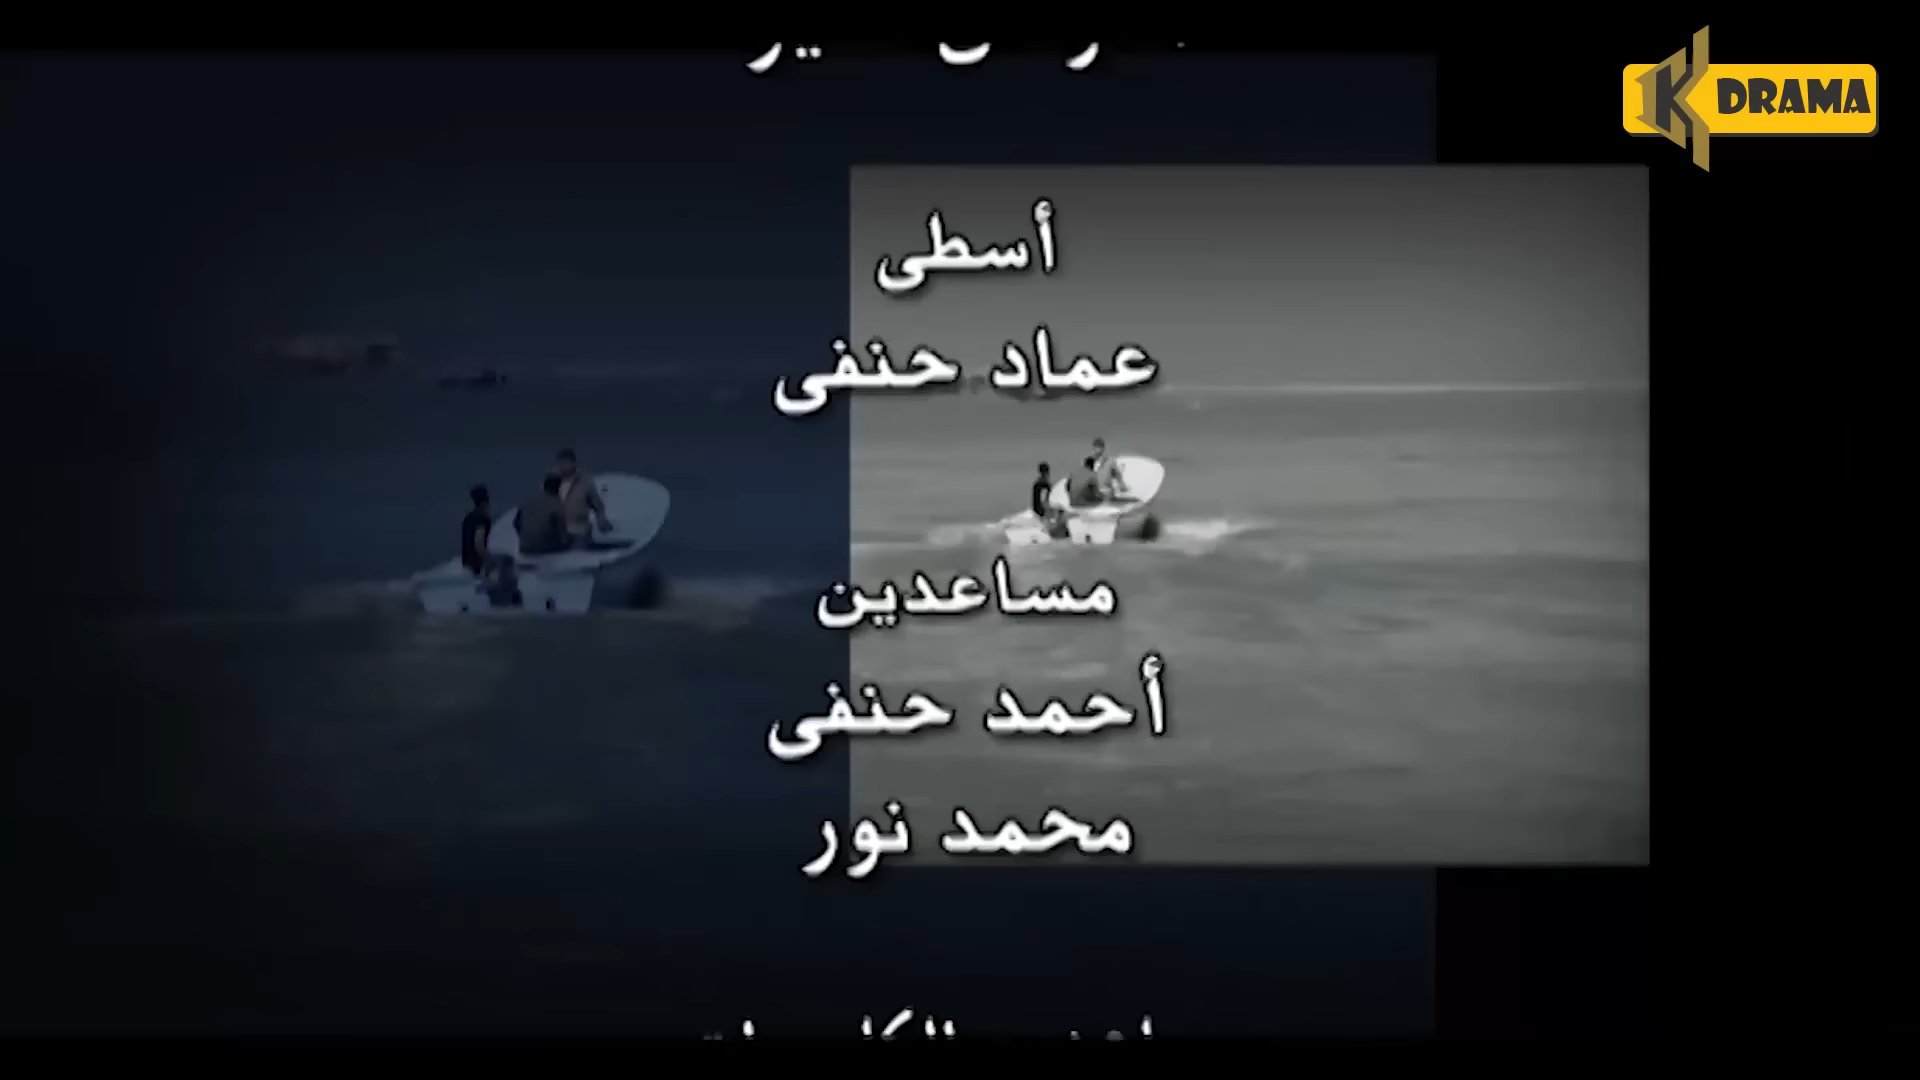 K DRAMA
أسطى
عماد حنفى
مساعدين
أحمد حنفى
محمد نور